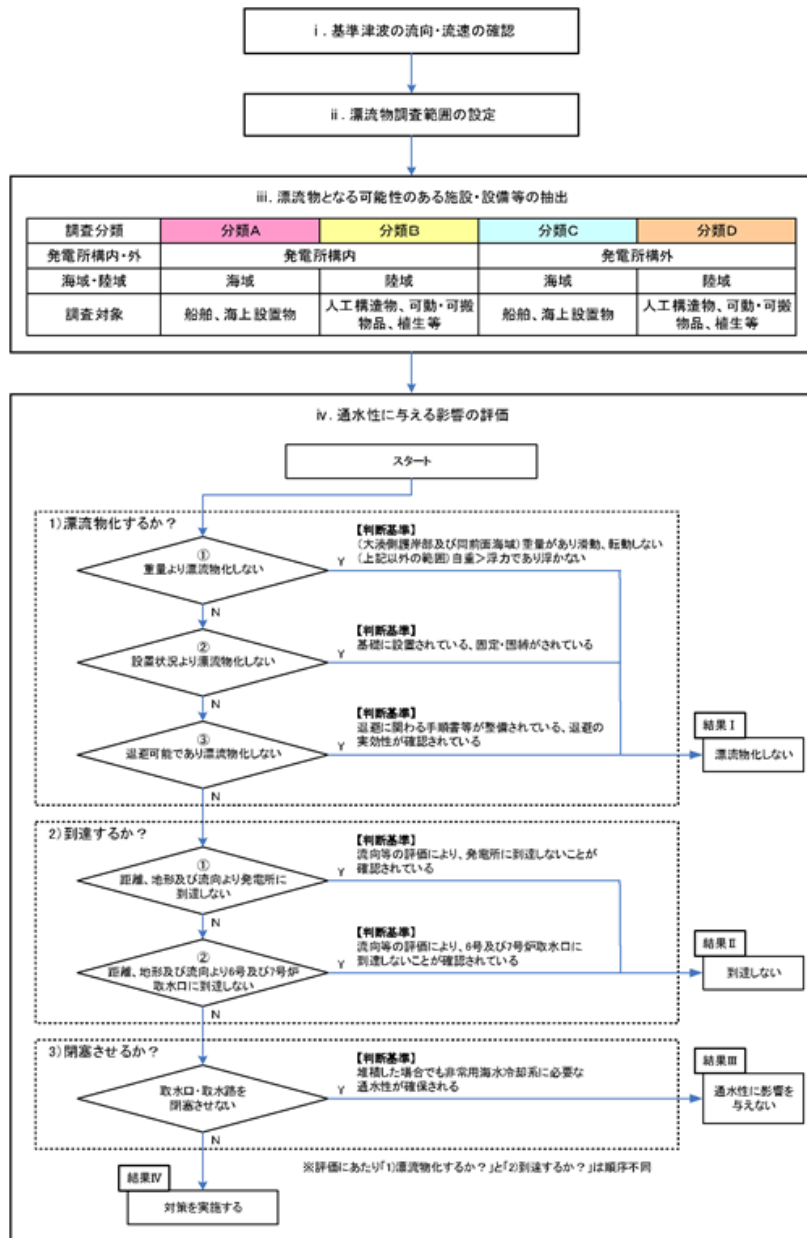 ⅰ.基準津波の流向・流速の確認
ⅱ.漂流物調査範囲の設定
ⅲ.漂流物となる可能性のある施設・設備等の抽出
調査分類 分類A 分類B 分類C 分類D
発電所構内・外 発電所構内 発電所構外
海域・陸域 海域 陸域 海域 陸域
調査対象 船舶、海上設置物 人工構造物、可動・可搬 船舶、海上設置物 人工構造物、可動・可搬
物品、植生等 物品、植生等
ⅳ.通水性に与える影響の評価
スタート
1)漂流物化するか?
①
重量より漂流物化しない
Y
【判断基準】
(大湊側護岸部及び同前面海域)重量があり滑動、転動しない
(上記以外の範囲)自重>浮力であり浮かない
N
②
設置状況より漂流物化しない
Y
【判断基準】
基礎に設置されている、固定・固縛がされている
N
③
退避可能であり漂流物化しない
Y
【判断基準】
退避に関わる手順書等が整備されている、退避の
実効性が確認されている
結果Ⅰ
漂流物化しない
N
2)到達するか?
①
距離、地形及び流向より発電所に
到達しない
Y
【判断基準】
流向等の評価により、発電所に到達しないことが
確認されている
N
②
距離、地形及び流向より6号及び7号炉
取水口に到達しない
Y
【判断基準】
流向等の評価により、6号及び7号炉取水口に
到達しないことが確認されている
結果Ⅱ
到達しない
N
3)閉塞させるか?
取水口・取水路を
閉塞させない
Y
【判断基準】
堆積した場合でも非常用海水冷却系に必要な
通水性が確保される
結果Ⅲ
通水性に影響を
与えない
N
※評価にあたり「1)漂流物化するか?」と「2)到達するか?」は順序不同
結果Ⅳ
対策を実施する